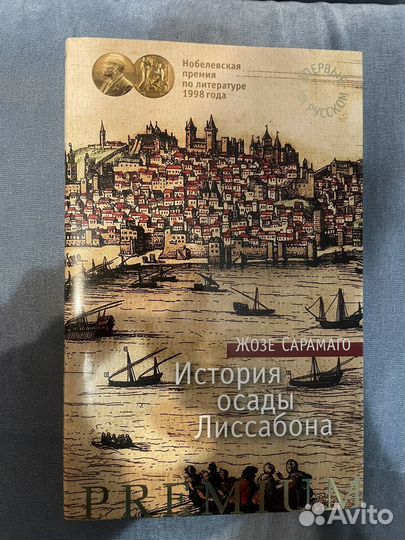 Нобелевская
премия
по литературе
1998 года
ВПЕРВЫЕ
НА РУССКОМ
ЖОЗЕ САРАМАГО
История
осады
Лиссабона
PREMIUM
Avito